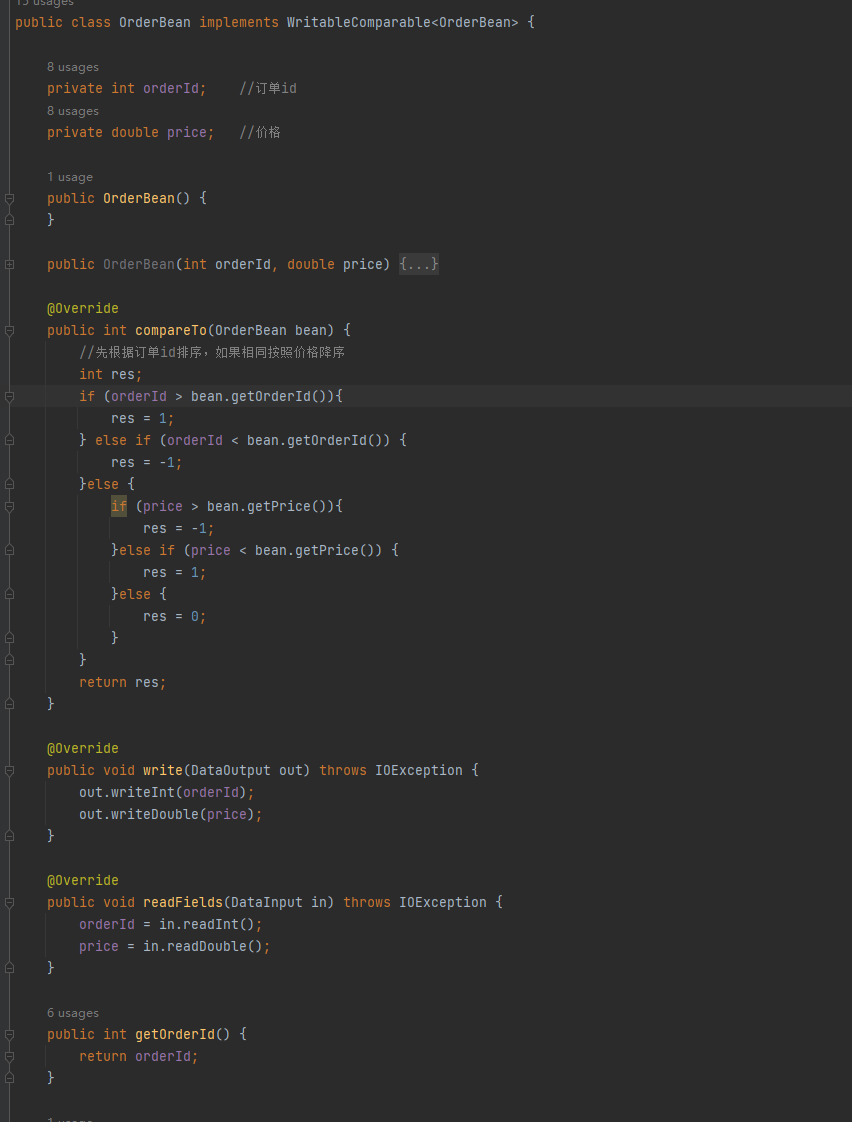 15 usages
public class OrderBean implements WritableComparable<OrderBean> {
8 usages
private int orderId;    //订单id
8 usages
private double price;   //价格
1 usage
public OrderBean() {
}
public OrderBean(int orderId, double price) {...}
@Override
public int compareTo(OrderBean bean) {
//先根据订单id排序，如果相同按照价格降序
int res;
if (orderId > bean.getOrderId()){
res = 1;
} else if (orderId < bean.getOrderId()) {
res = -1;
}else {
if (price > bean.getPrice()){
res = -1;
}else if (price < bean.getPrice()) {
res = 1;
}else {
res = 0;
}
}
return res;
}
@Override
public void write(DataOutput out) throws IOException {
out.writeInt(orderId);
out.writeDouble(price);
}
@Override
public void readFields(DataInput in) throws IOException {
orderId = in.readInt();
price = in.readDouble();
}
6 usages
public int getOrderId() {
return orderId;
}